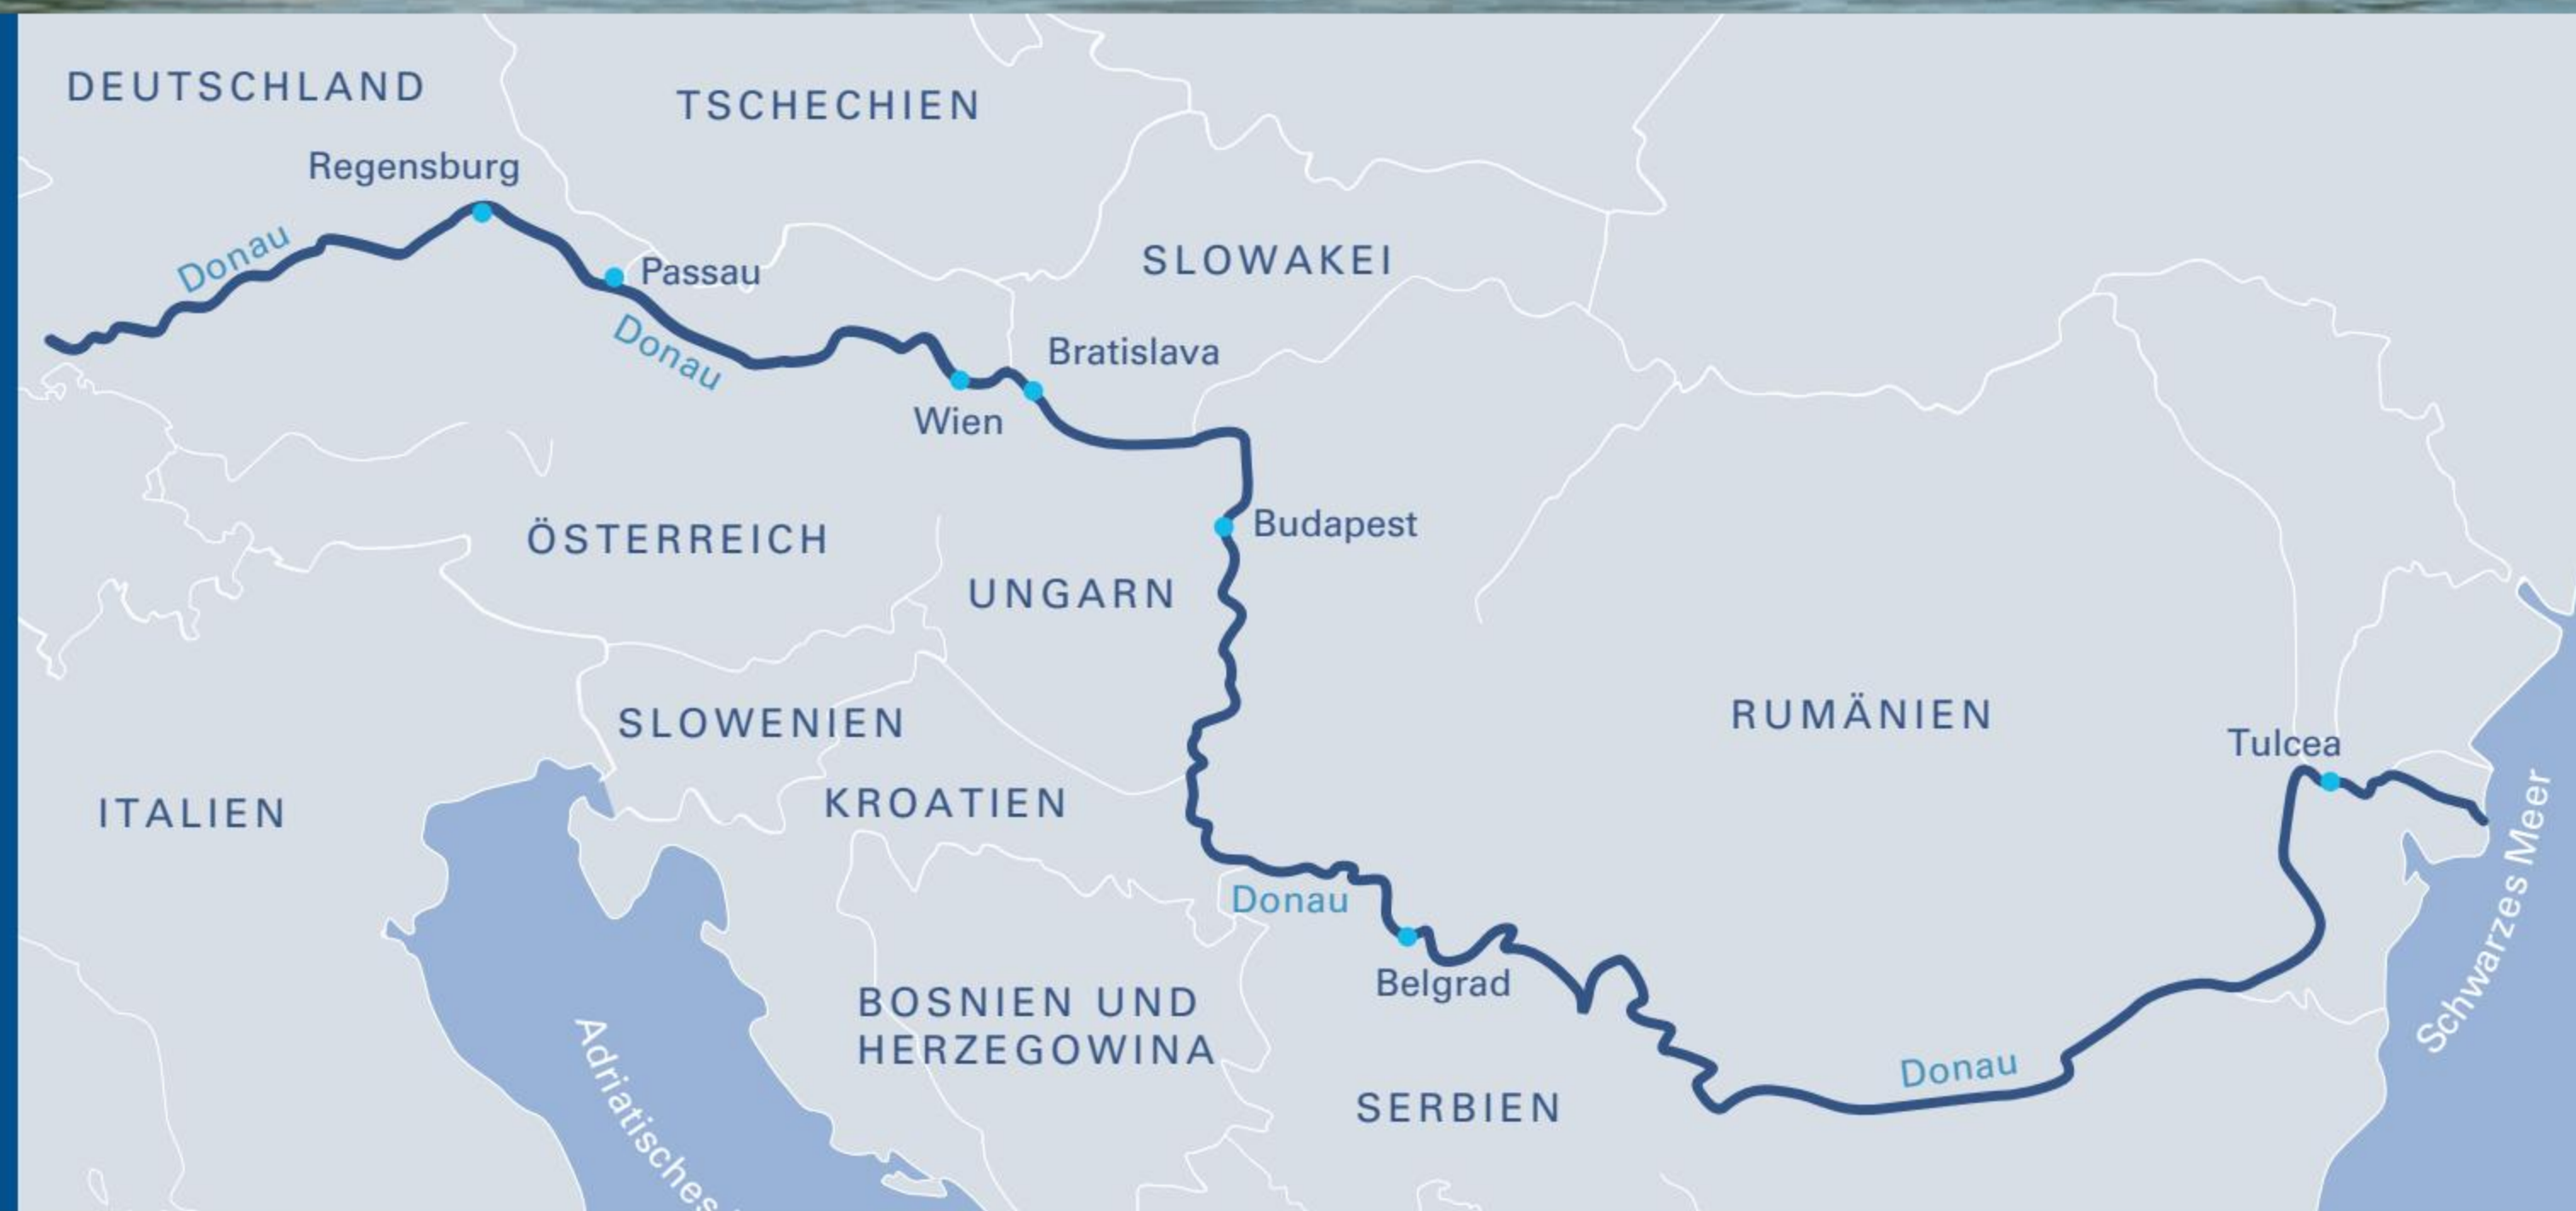 DEUTSCHLAND
TSCHECHIEN
Regensburg
Donau
SLOWAKEI
Passau
Donau
Bratislava
Wien
Budapest
ÖSTERREICH
UNGARN
RUMÄNIEN
SLOWENIEN
Tulcea
KROATIEN
ITALIEN
Donau
Schwarzes Meer
Belgrad
BOSNIEN UND
HERZEGOWINA
Donau
SERBIEN
Adriatisches